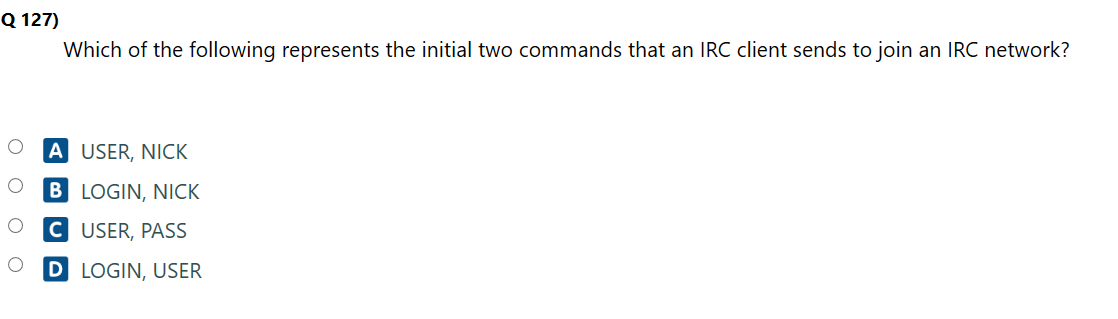 Q 127)
Which of the following represents the initial two commands that an IRC client sends to join an IRC network?
A USER, NICK
B LOGIN, NICK
C USER, PASS
D LOGIN, USER